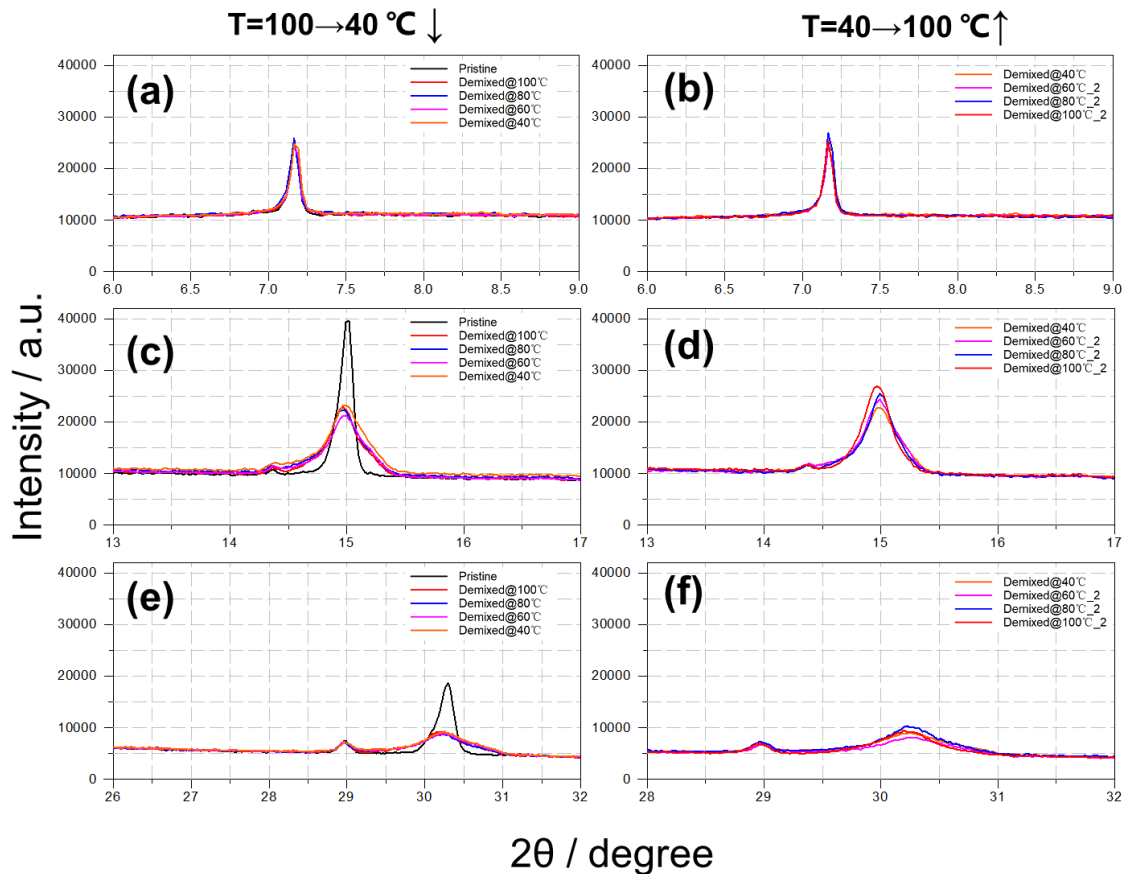 T=100→40 ℃ ↓
T=40→100 ℃↑
Intensity / a.u.
(a)
Pristine
Demixed@100℃
Demixed@80℃
Demixed@60℃
Demixed@40℃
40000
30000
20000
10000
0
6.0 6.5 7.0 7.5 8.0 8.5 9.0
(b)
Demixed@40℃
Demixed@60℃_2
Demixed@80℃_2
Demixed@100℃_2
40000
30000
20000
10000
0
6.0 6.5 7.0 7.5 8.0 8.5 9.0
(c)
Pristine
Demixed@100℃
Demixed@80℃
Demixed@60℃
Demixed@40℃
40000
30000
20000
10000
0
13 14 15 16 17
(d)
Demixed@40℃
Demixed@60℃_2
Demixed@80℃_2
Demixed@100℃_2
40000
30000
20000
10000
0
13 14 15 16 17
(e)
Pristine
Demixed@100℃
Demixed@80℃
Demixed@60℃
Demixed@40℃
40000
30000
20000
10000
0
26 27 28 29 30 31 32
(f)
Demixed@40℃
Demixed@60℃_2
Demixed@80℃_2
Demixed@100℃_2
40000
30000
20000
10000
0
28 29 30 31 32
2θ / degree